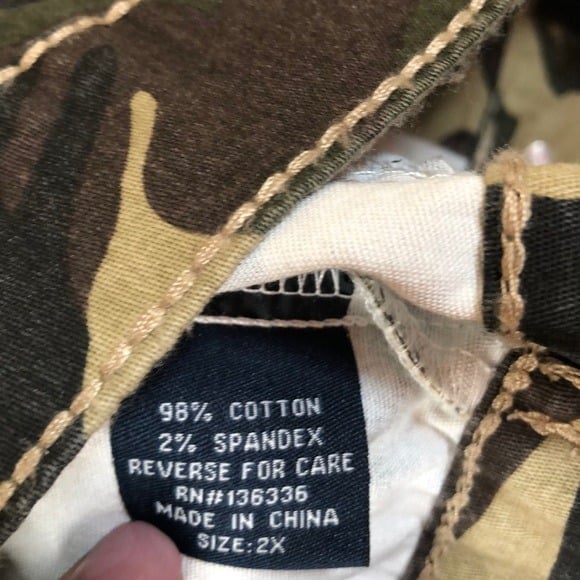 98% COTTON
2% SPANDEX
REVERSE FOR CARE
RN#136336
MADE IN CHINA
SIZE:2X